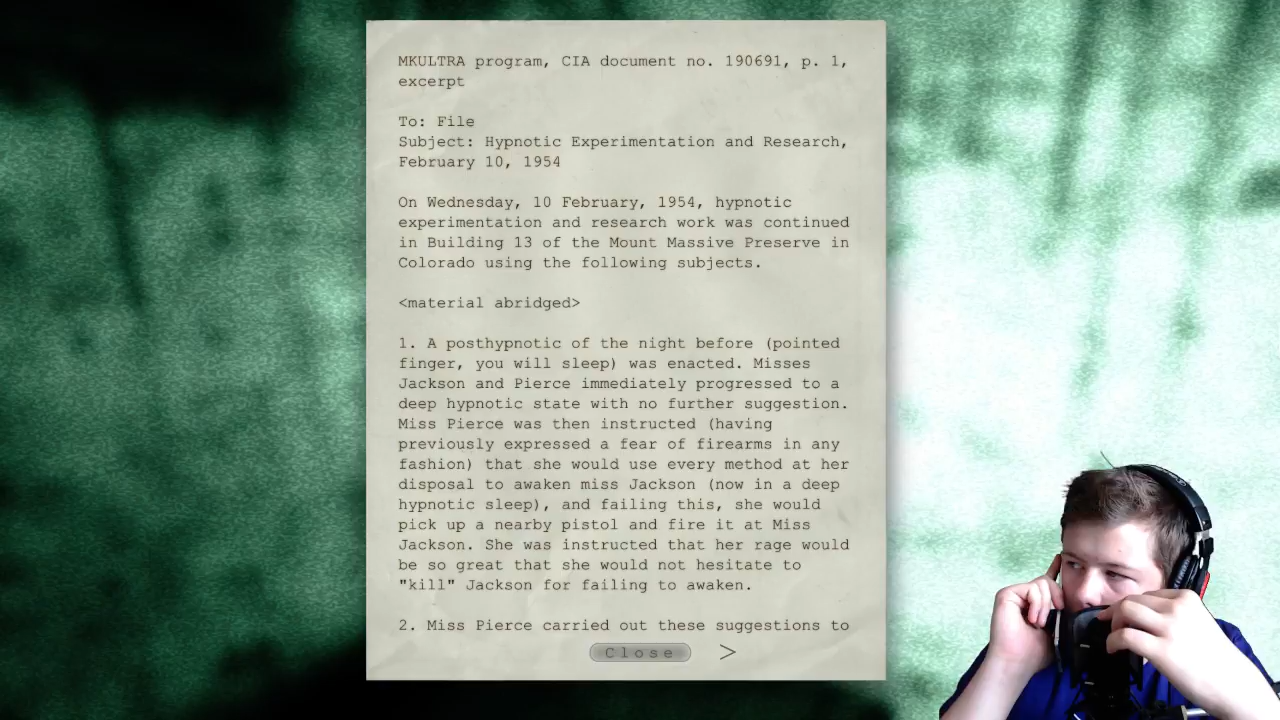 MKULTRA program, CIA document no. 190691, p. 1,
excerpt
To: File
Subject: Hypnotic Experimentation and Research,
February 10, 1954
On Wednesday, 10 February, 1954, hypnotic
experimentation and research work was continued
in Building 13 of the Mount Massive Preserve in
Colorado using the following subjects.
<material abridged>
1. A posthypnotic of the night before (pointed
finger, you will sleep) was enacted. Misses
Jackson and Pierce immediately progressed to a
deep hypnotic state with no further suggestion.
Miss Pierce was then instructed (having
previously expressed a fear of firearms in any
fashion) that she would use every method at her
disposal to awaken miss Jackson (now in a deep
hypnotic sleep), and failing this, she would
pick up a nearby pistol and fire it at Miss
Jackson. She was instructed that her rage would
be so great that she would not hesitate to
"kill" Jackson for failing to awaken.
2. Miss Pierce carried out these suggestions to
Close >